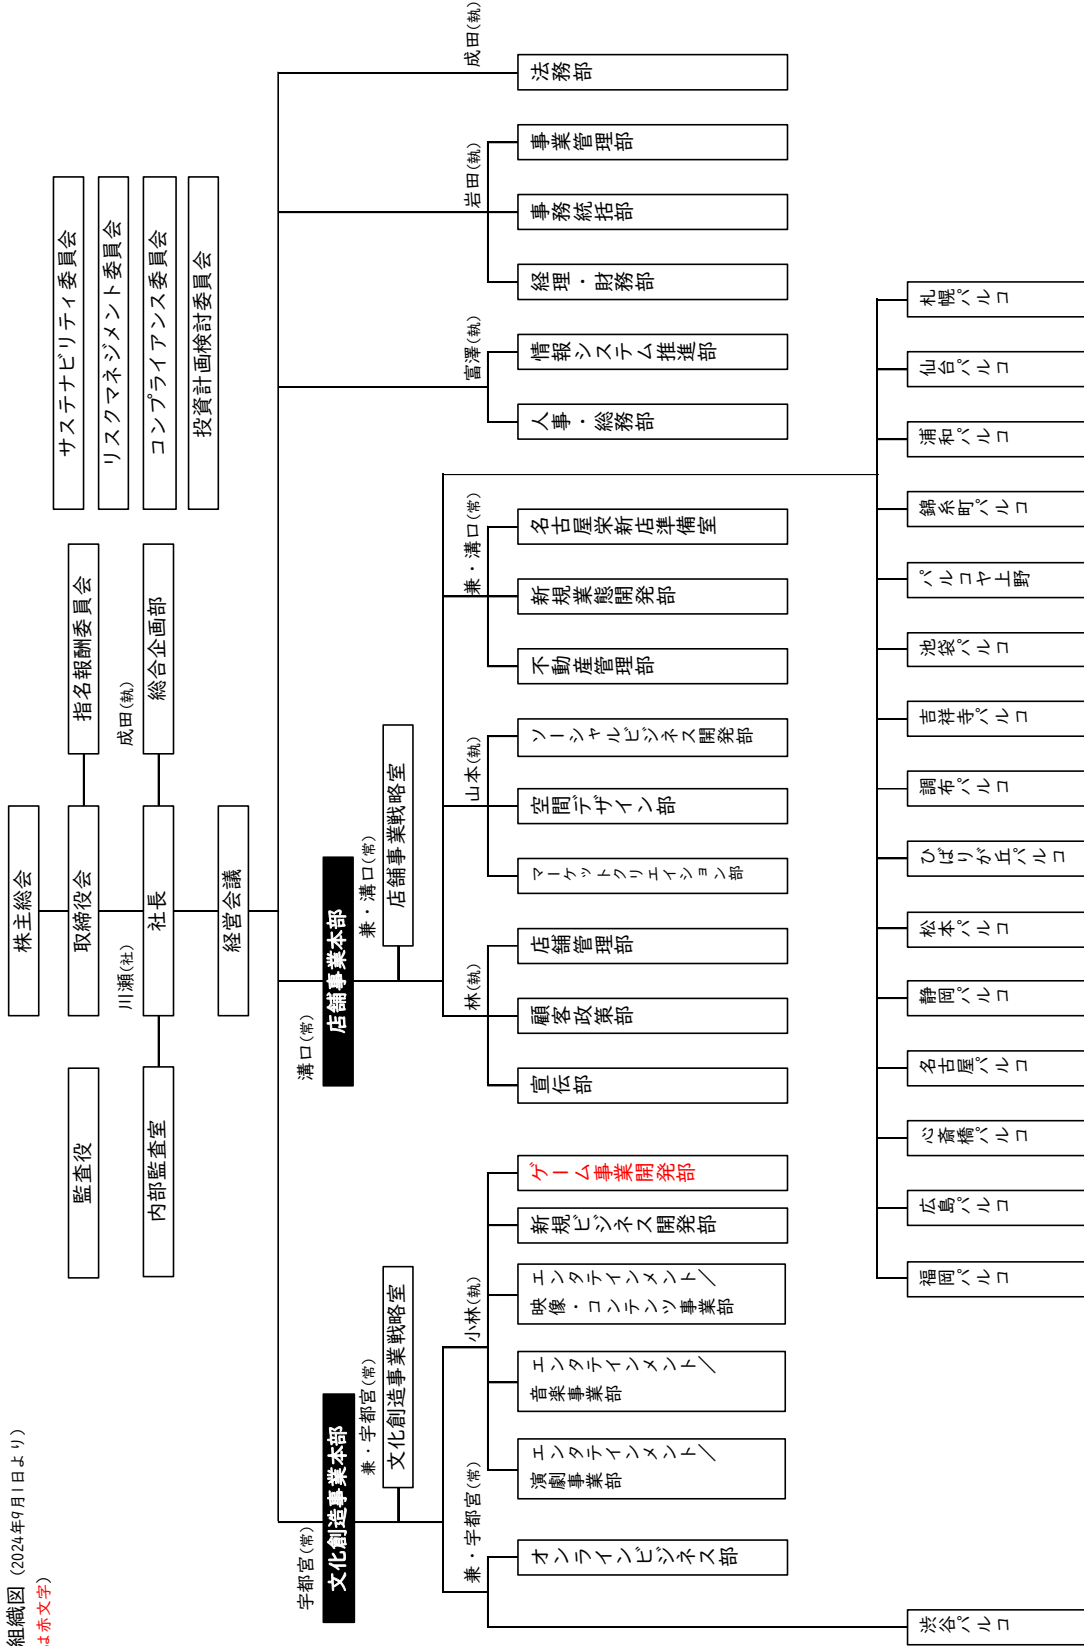 組織図 (2024年9月1日より)
は赤文字)
株主総会
取締役会
監査役
指名報酬委員会
川瀬(社)
社長
内部監査室
成田(執)
総合企画部
経営会議
サステナビリティ委員会
リスクマネジメント委員会
コンプライアンス委員会
投資計画検討委員会
宇都宮(常)
文化創造事業本部
兼・宇都宮(常)
文化創造事業戦略室
溝口(常)
店舗事業本部
兼・溝口(常)
店舗事業戦略室
兼・宇都宮(常)
小林(執)
林(執)
山本(執)
兼・溝口(常)
富澤(執)
岩田(執)
成田(執)
オンラインビジネス部
エンタテインメント/
演劇事業部
エンタテインメント/
音楽事業部
エンタテインメント/
映像・コンテンツ事業部
新規ビジネス開発部
ゲーム事業開発部
宣伝部
顧客政策部
店舗管理部
マーケットクリエイション部
空間デザイン部
ソーシャルビジネス開発部
不動産管理部
新規業態開発部
名古屋栄新店準備室
人事・総務部
情報システム推進部
経理・財務部
事務統括部
事業管理部
法務部
渋谷パルコ
福岡パルコ
広島パルコ
心斎橋パルコ
名古屋パルコ
静岡パルコ
松本パルコ
ひばりが丘パルコ
調布パルコ
吉祥寺パルコ
池袋パルコ
パルコヤ上野
錦糸町パルコ
浦和パルコ
仙台パルコ
札幌パルコ